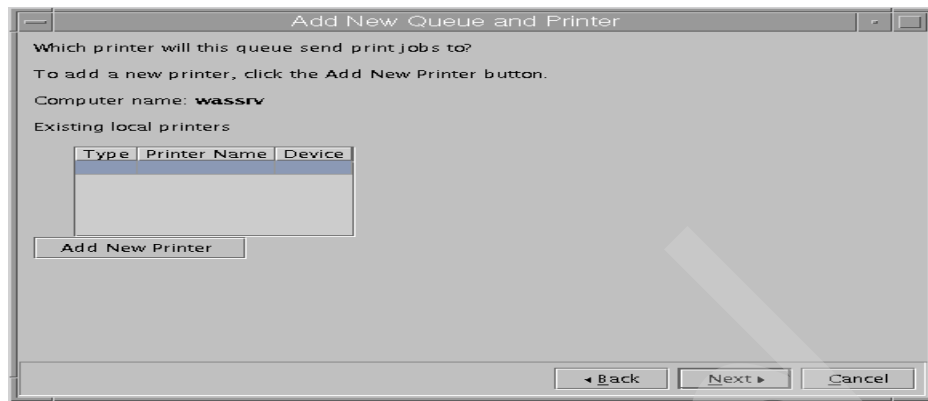 Add New Queue and Printer
Which printer will this queue send print jobs to?
To add a new printer, click the Add New Printer button.
Computer name: wassrv
Existing local printers
Type Printer Name Device
Add New Printer
Back Next Cancel